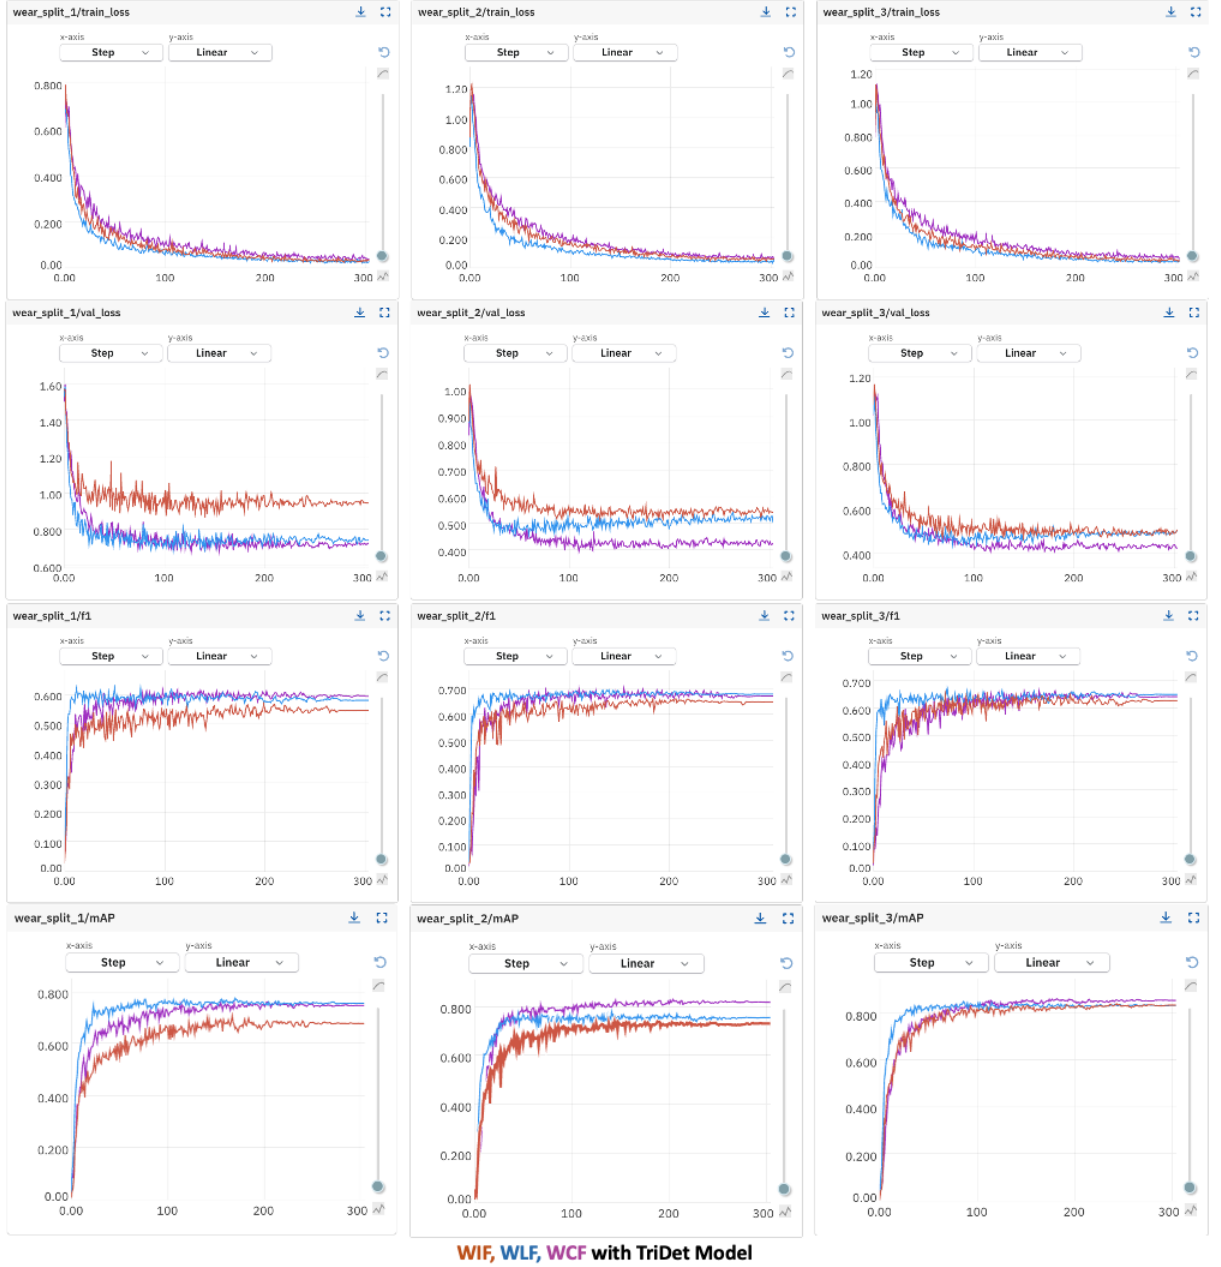 wear_split_1/train_loss
x-axis y-axis
Step Linear
0.800
0.600
0.400
0.200
0.00
0.00 100 200 300
wear_split_2/train_loss
x-axis y-axis
Step Linear
1.20
1.00
0.800
0.600
0.400
0.200
0.00
0.00 100 200 300
wear_split_3/train_loss
x-axis y-axis
Step Linear
1.20
1.00
0.800
0.600
0.400
0.200
0.00
0.00 100 200 300
wear_split_1/val_loss
x-axis y-axis
Step Linear
1.60
1.40
1.20
1.00
0.800
0.600
0.00 100 200 300
wear_split_2/val_loss
x-axis y-axis
Step Linear
1.00
0.900
0.800
0.700
0.600
0.500
0.400
0.00 100 200 300
wear_split_3/val_loss
x-axis y-axis
Step Linear
1.20
1.00
0.800
0.600
0.400
0.00 100 200 300
wear_split_1/f1
x-axis y-axis
Step Linear
0.600
0.500
0.400
0.300
0.200
0.100
0.00
0.00 100 200 300
wear_split_2/f1
x-axis y-axis
Step Linear
0.700
0.600
0.500
0.400
0.300
0.200
0.100
0.00
0.00 100 200 300
wear_split_3/f1
x-axis y-axis
Step Linear
0.700
0.600
0.500
0.400
0.300
0.200
0.100
0.00
0.00 100 200 300
wear_split_1/mAP
x-axis y-axis
Step Linear
0.800
0.600
0.400
0.200
0.00
0.00 100 200 300
wear_split_2/mAP
x-axis y-axis
Step Linear
0.800
0.600
0.400
0.200
0.00
0.00 100 200 300
wear_split_3/mAP
x-axis y-axis
Step Linear
0.800
0.600
0.400
0.200
0.00
0.00 100 200 300
WIF, WLF, WCF with TriDet Model